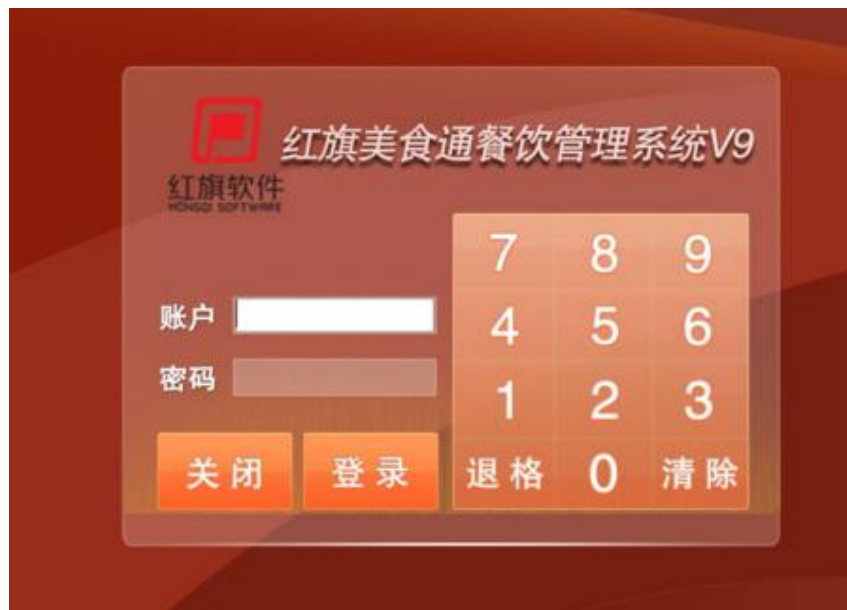 红旗美食通餐饮管理系统V9
红旗软件
HONGQI SOFTWARE
7 8 9
账户
4 5 6
密码
1 2 3
关闭 登录 退格 0 清除